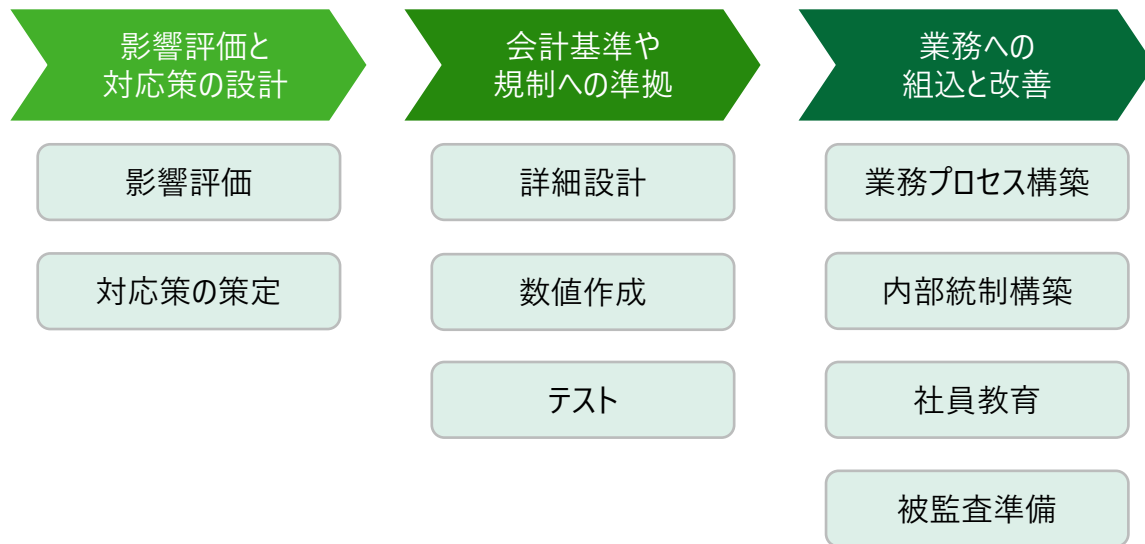 影響評価と
対応策の設計
影響評価
対応策の策定
会計基準や
規制への準拠
詳細設計
数値作成
テスト
業務への
組込と改善
業務プロセス構築
内部統制構築
社員教育
被監査準備